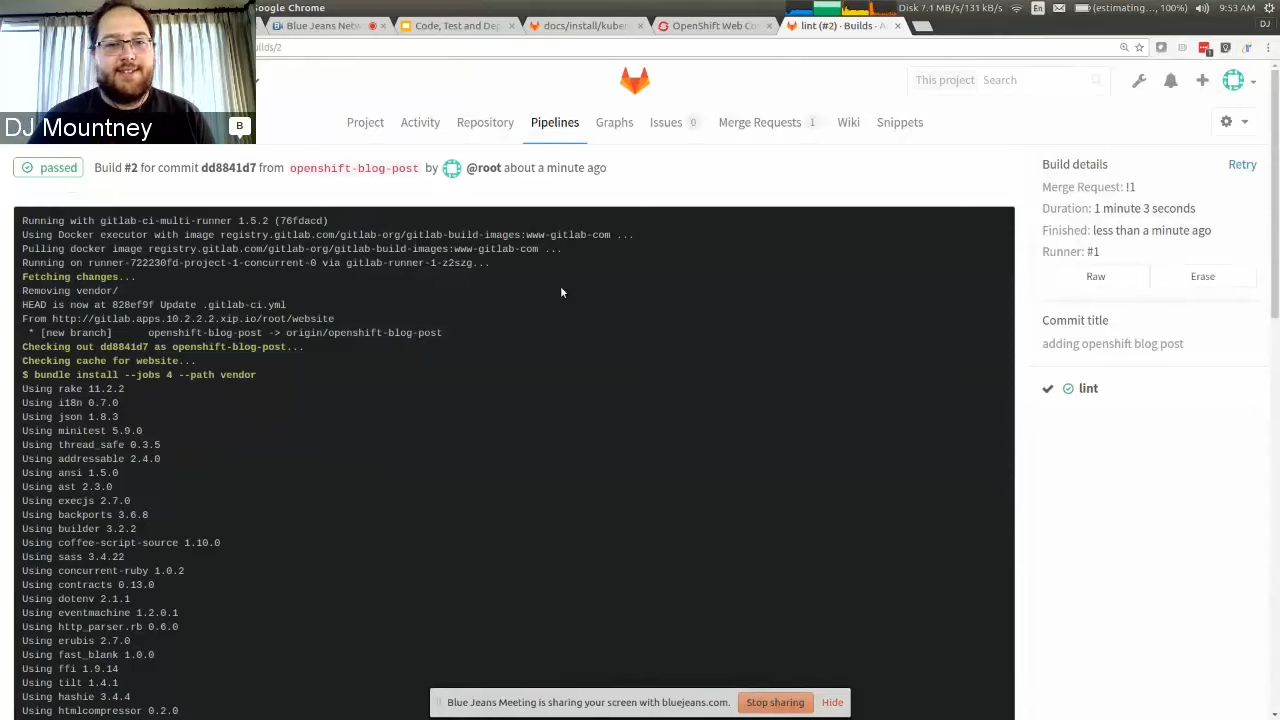 Google Chrome
Disk 7.1 MB/s/131 kB/s
En
(estimating..., 100%)
9:53 AM
Blue Jeans Netw
Code, Test and Dep
docs/install/kuber
OpenShift Web Co
lint (#2) · Builds · A
DJ
uilds/2
DJ Mountney
B
This project
Search
Project
Activity
Repository
Pipelines
Graphs
Issues 0
Merge Requests 1
Wiki
Snippets
passed
Build #2 for commit dd8841d7 from openshift-blog-post by @root about a minute ago
Running with gitlab-ci-multi-runner 1.5.2 (76fdacd)
Using Docker executor with image registry.gitlab.com/gitlab-org/gitlab-build-images:www-gitlab-com ...
Pulling docker image registry.gitlab.com/gitlab-org/gitlab-build-images:www-gitlab-com ...
Running on runner-722230fd-project-1-concurrent-0 via gitlab-runner-1-z2szg...
Fetching changes...
Removing vendor/
HEAD is now at 828ef9f Update .gitlab-ci.yml
From http://gitlab.apps.10.2.2.2.xip.io/root/website
* [new branch] openshift-blog-post -> origin/openshift-blog-post
Checking out dd8841d7 as openshift-blog-post...
Checking cache for website...
$ bundle install --jobs 4 --path vendor
Using rake 11.2.2
Using i18n 0.7.0
Using json 1.8.3
Using minitest 5.9.0
Using thread_safe 0.3.5
Using addressable 2.4.0
Using ansi 1.5.0
Using ast 2.3.0
Using execjs 2.7.0
Using backports 3.6.8
Using builder 3.2.2
Using coffee-script-source 1.10.0
Using sass 3.4.22
Using concurrent-ruby 1.0.2
Using contracts 0.13.0
Using dotenv 2.1.1
Using eventmachine 1.2.0.1
Using http_parser.rb 0.6.0
Using erubis 2.7.0
Using fast_blank 1.0.0
Using ffi 1.9.14
Using tilt 1.4.1
Using hashie 3.4.4
Using htmlcompressor 0.2.0
Build details
Retry
Merge Request: !1
Duration: 1 minute 3 seconds
Finished: less than a minute ago
Runner: #1
Raw
Erase
Commit title
adding openshift blog post
lint
Blue Jeans Meeting is sharing your screen with bluejeans.com.
Stop sharing
Hide